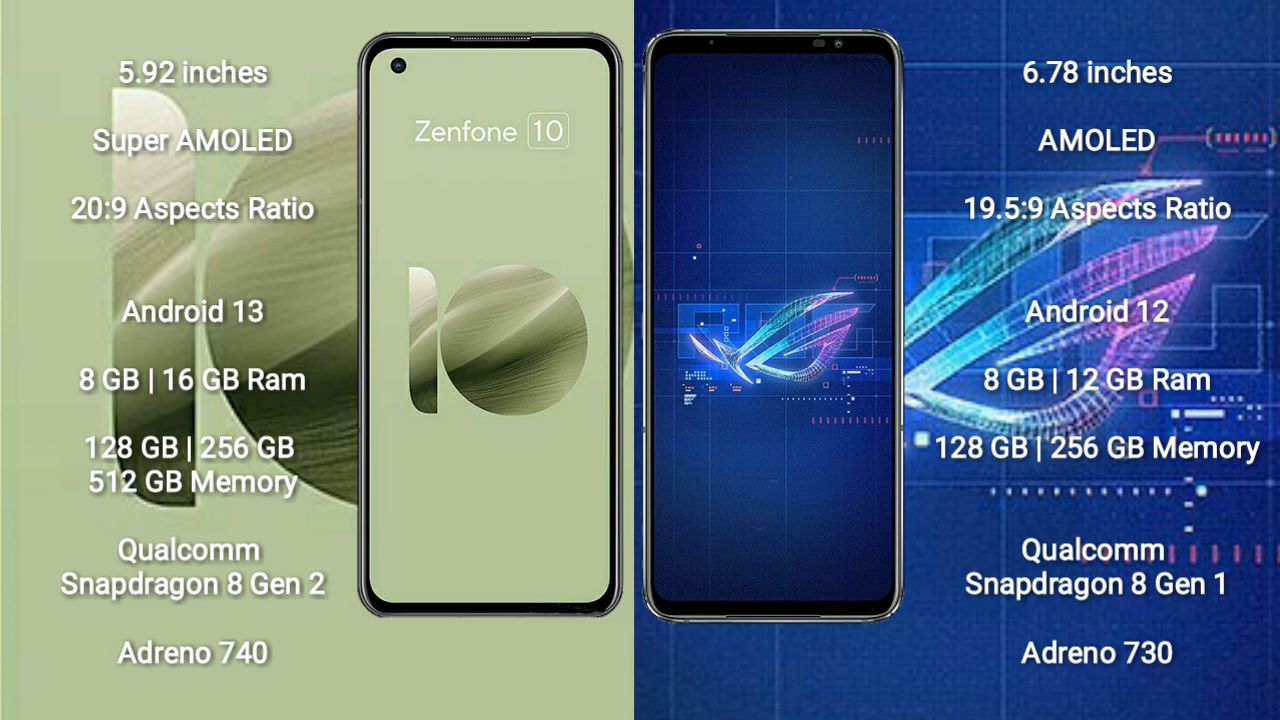 5.92 inches
Super AMOLED
20:9 Aspects Ratio
Android 13
8 GB | 16 GB Ram
128 GB | 256 GB
512 GB Memory
Qualcomm
Snapdragon 8 Gen 2
Adreno 740
Zenfone 10
10
6.78 inches
AMOLED
19.5:9 Aspects Ratio
Android 12
8 GB | 12 GB Ram
128 GB | 256 GB Memory
Qualcomm
Snapdragon 8 Gen 1
Adreno 730